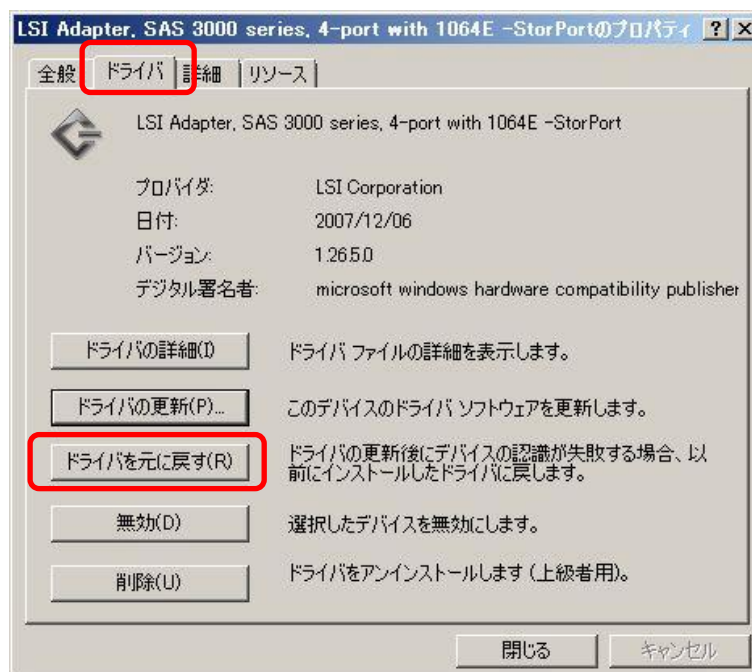 LSI Adapter, SAS 3000 series, 4-port with 1064E -StorPortのプロパティ
全般 ドライバ 詳細 リソース
LSI Adapter, SAS 3000 series, 4-port with 1064E -StorPort
プロバイダ: LSI Corporation
日付: 2007/12/06
バージョン: 1.26.5.0
デジタル署名者: microsoft windows hardware compatibility publisher
ドライバの詳細(I) ドライバ ファイルの詳細を表示します。
ドライバの更新(P)... このデバイスのドライバ ソフトウェアを更新します。
ドライバを元に戻す(R) ドライバの更新後にデバイスの認識が失敗する場合、以
前にインストールしたドライバに戻します。
無効(D) 選択したデバイスを無効にします。
削除(U) ドライバをアンインストールします (上級者用)。
閉じる キャンセル